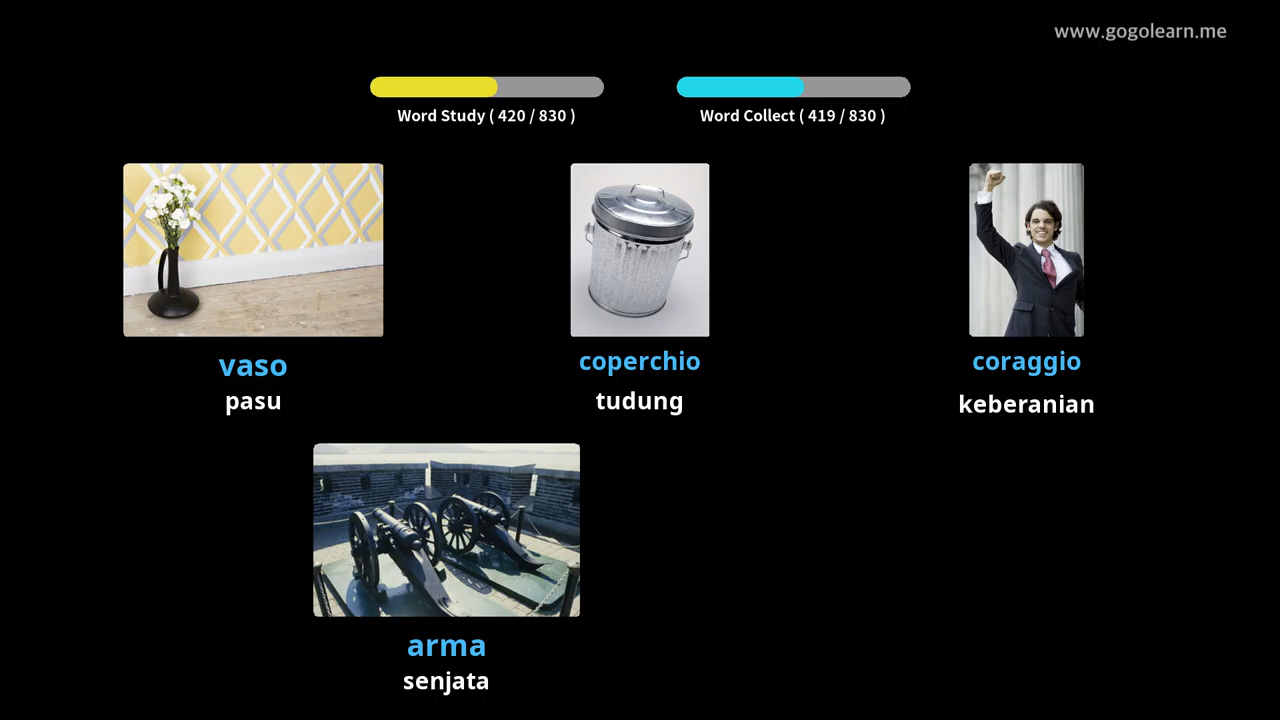 www.gogolearn.me
Word Study ( 420 / 830 )
Word Collect ( 419 / 830 )
vaso
pasu
coperchio
tudung
coraggio
keberanian
arma
senjata